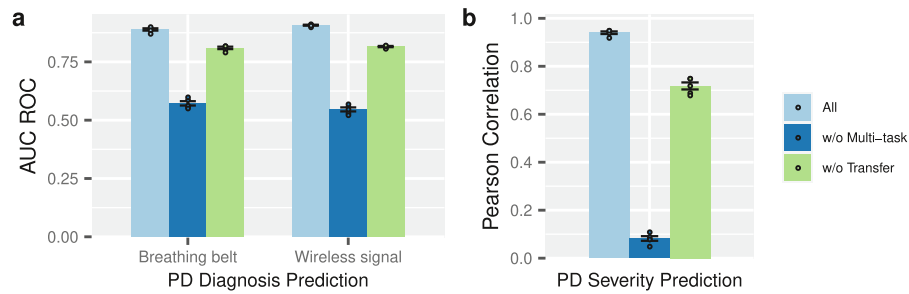 a
AUC ROC
0.75
0.50
0.25
0.00
Breathing belt
Wireless signal
PD Diagnosis Prediction
b
Pearson Correlation
1.0
0.8
0.6
0.4
0.2
0.0
PD Severity Prediction
All
w/o Multi-task
w/o Transfer